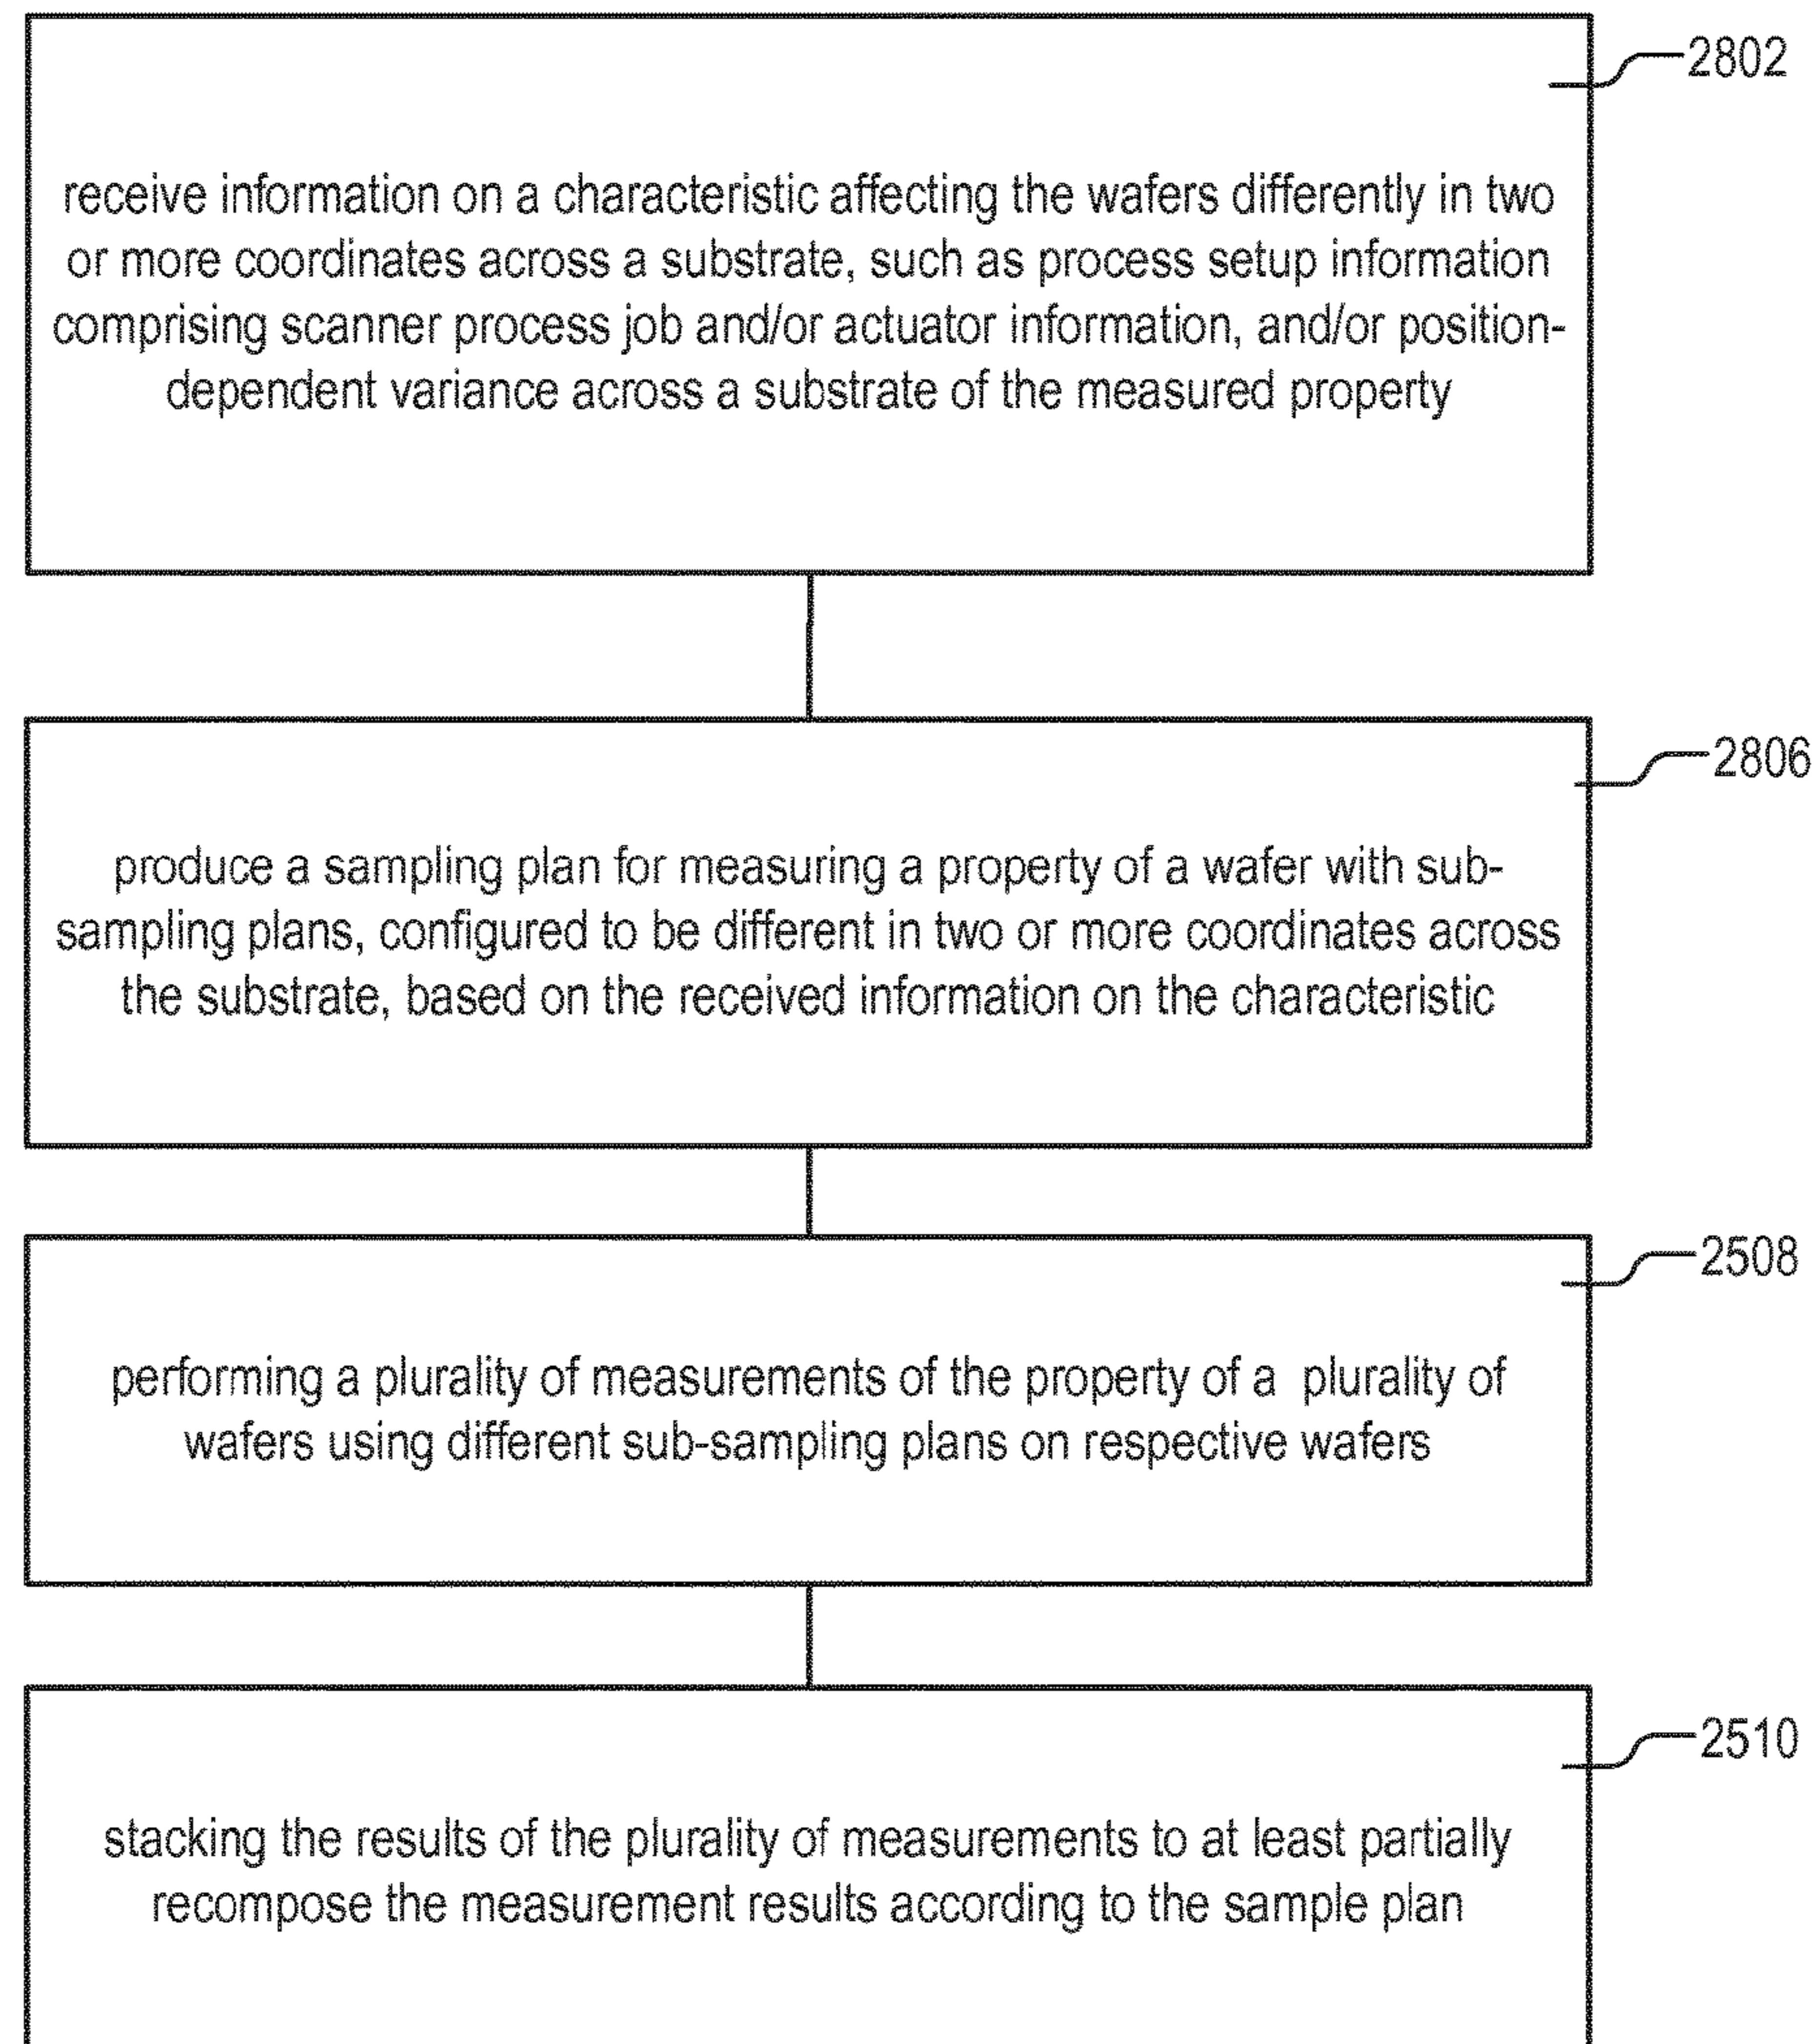 2802
receive information on a characteristic affecting the wafers differently in two
or more coordinates across a substrate, such as process setup information
comprising scanner process job and/or actuator information, and/or position-
dependent variance across a substrate of the measured property
2806
produce a sampling plan for measuring a property of a wafer with sub-
sampling plans, configured to be different in two or more coordinates across
the substrate, based on the received information on the characteristic
2508
performing a plurality of measurements of the property of a plurality of
wafers using different sub-sampling plans on respective wafers
2510
stacking the results of the plurality of measurements to at least partially
recompose the measurement results according to the sample plan